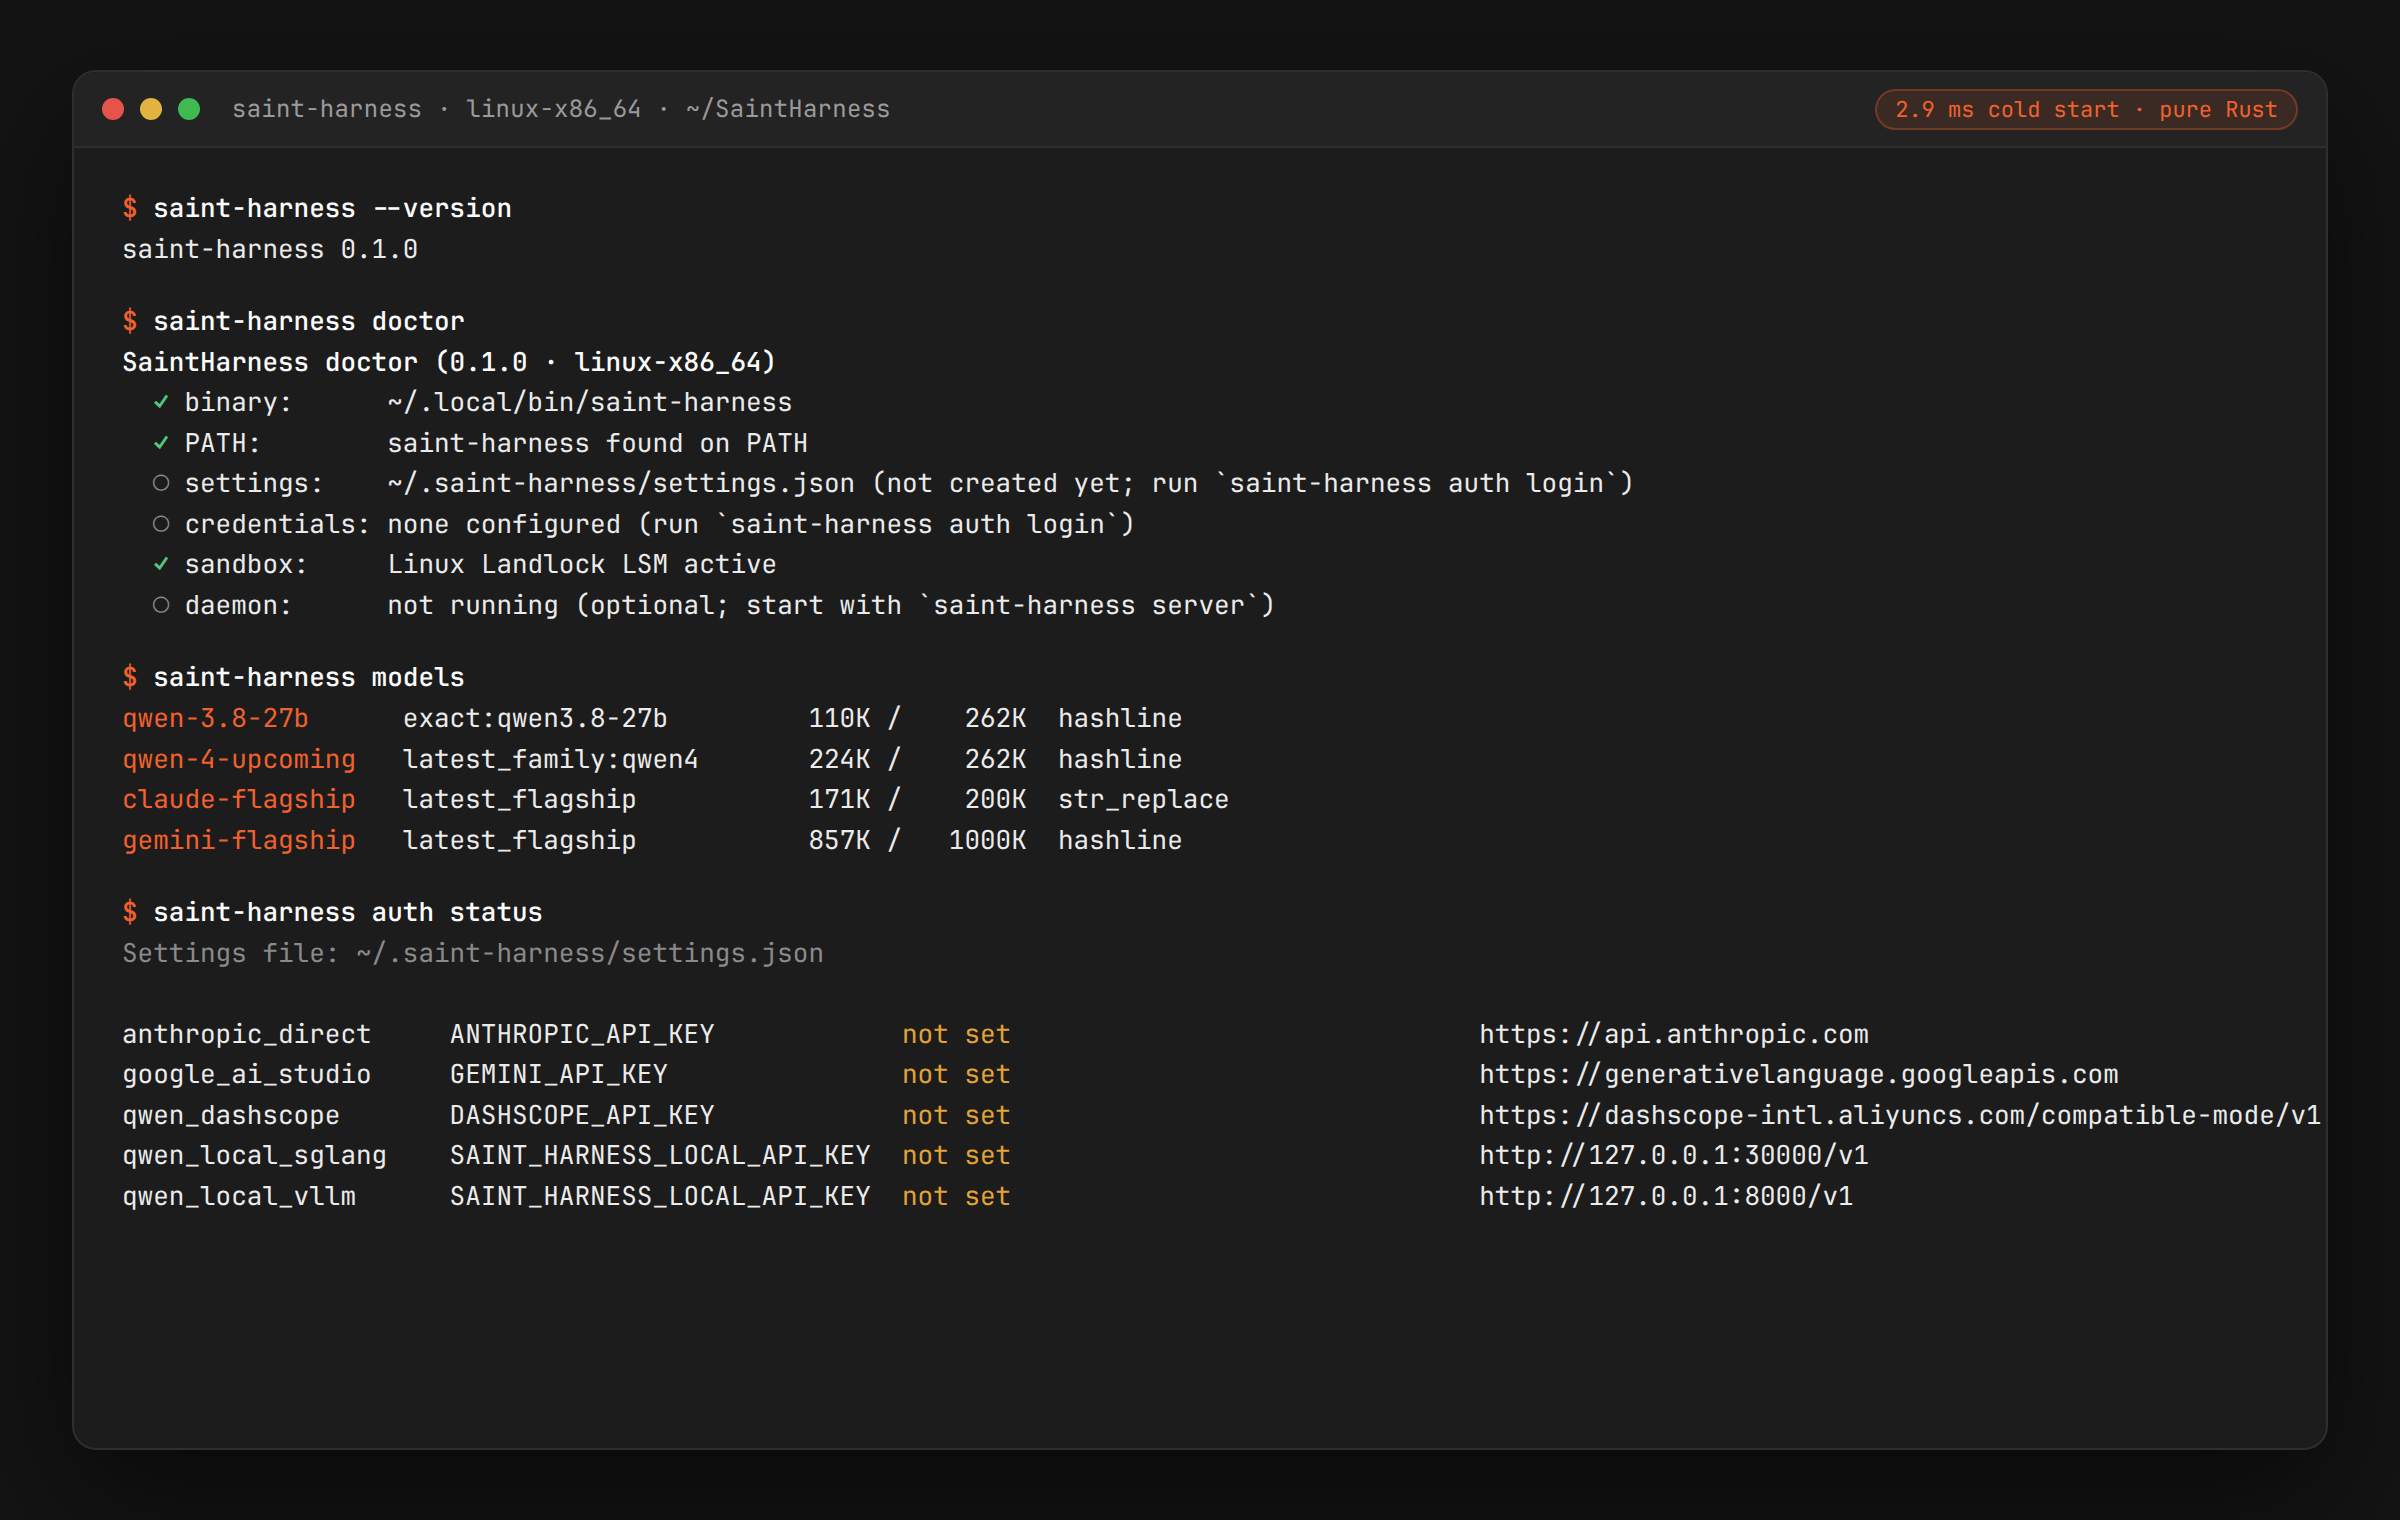 saint-harness · linux-x86_64 · ~/SaintHarness
2.9 ms cold start · pure Rust
$ saint-harness --version
saint-harness 0.1.0
$ saint-harness doctor
SaintHarness doctor (0.1.0 · linux-x86_64)
✓ binary: ~/.local/bin/saint-harness
✓ PATH: saint-harness found on PATH
○ settings: ~/.saint-harness/settings.json (not created yet; run `saint-harness auth login`)
○ credentials: none configured (run `saint-harness auth login`)
✓ sandbox: Linux Landlock LSM active
○ daemon: not running (optional; start with `saint-harness server`)
$ saint-harness models
qwen-3.8-27b exact:qwen3.8-27b 110K / 262K hashline
qwen-4-upcoming latest_family:qwen4 224K / 262K hashline
claude-flagship latest_flagship 171K / 200K str_replace
gemini-flagship latest_flagship 857K / 1000K hashline
$ saint-harness auth status
Settings file: ~/.saint-harness/settings.json
anthropic_direct ANTHROPIC_API_KEY not set https://api.anthropic.com
google_ai_studio GEMINI_API_KEY not set https://generativelanguage.googleapis.com
qwen_dashscope DASHSCOPE_API_KEY not set https://dashscope-intl.aliyuncs.com/compatible-mode/v1
qwen_local_sglang SAINT_HARNESS_LOCAL_API_KEY not set http://127.0.0.1:30000/v1
qwen_local_vllm SAINT_HARNESS_LOCAL_API_KEY not set http://127.0.0.1:8000/v1